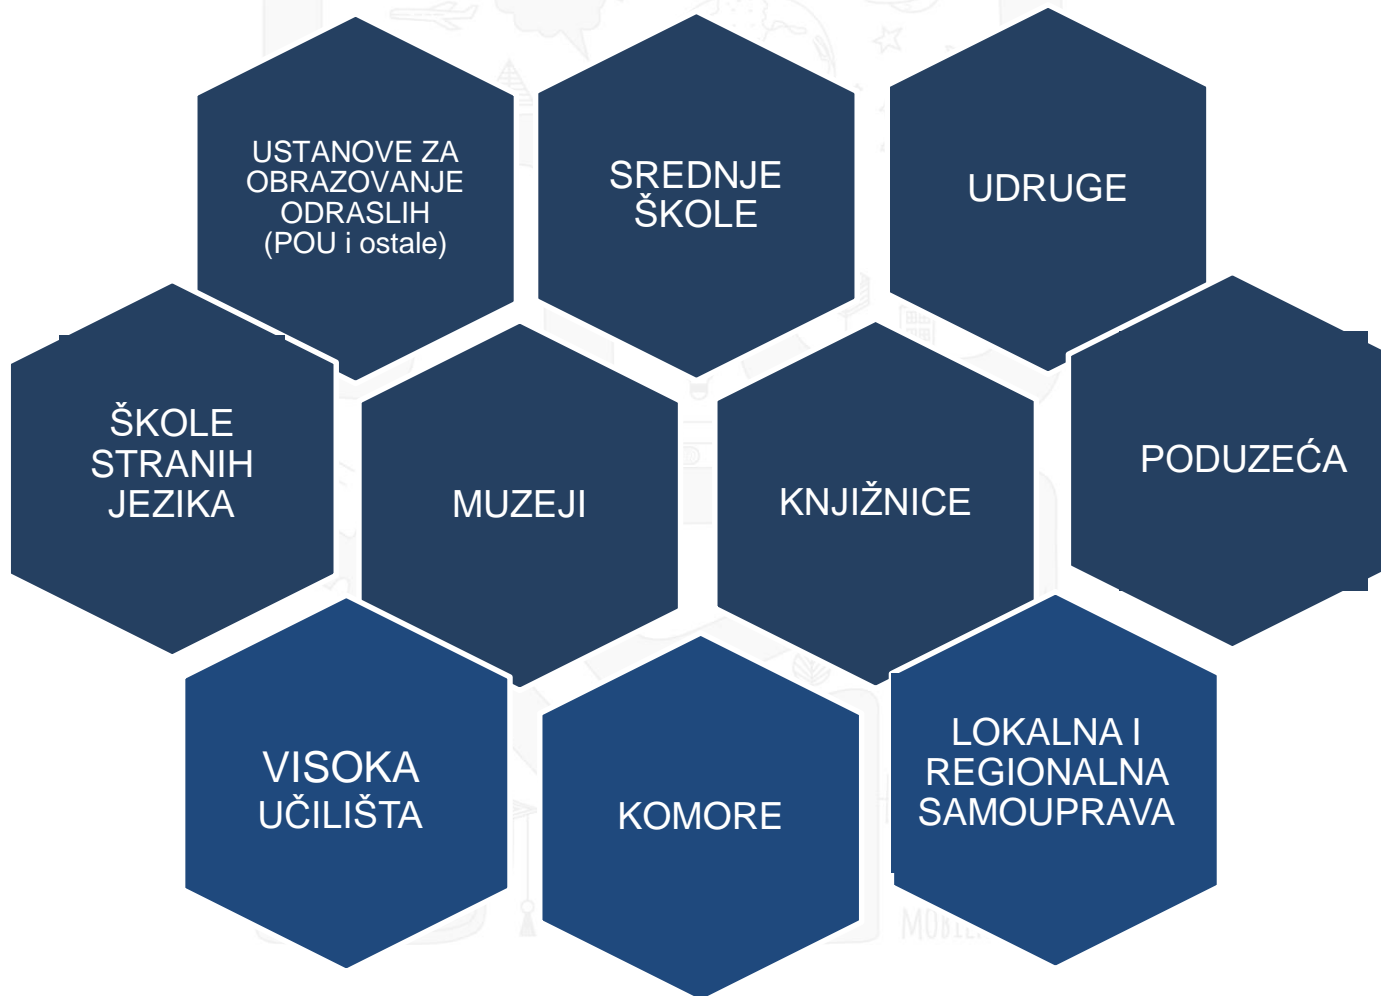 USTANOVE ZA
OBRAZOVANJE
ODRASLIH
(POU i ostale)
SREDNJE
ŠKOLE
UDRUGE
ŠKOLE
STRANIH
JEZIKA
MUZEJI
KNJIŽNICE
PODUZEĆA
VISOKA
UČILIŠTA
KOMORE
LOKALNA I
REGIONALNA
SAMOUPRAVA